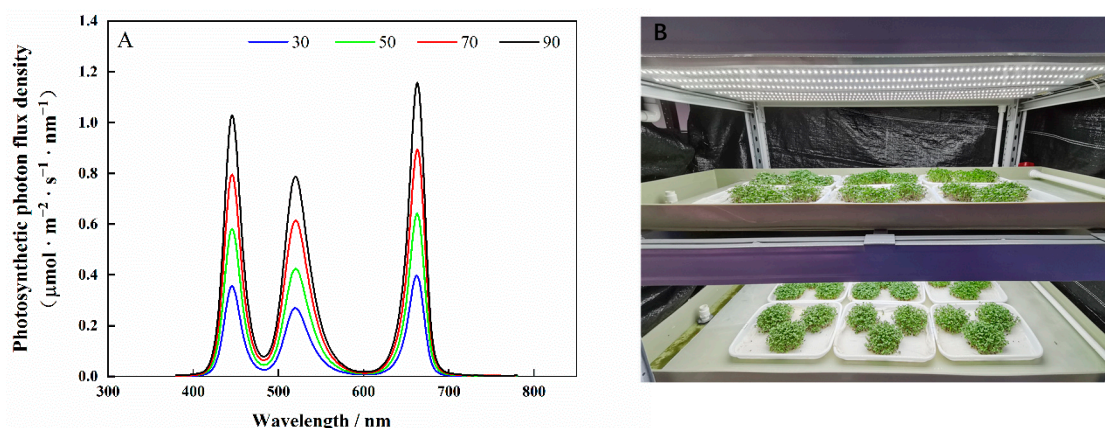 A
30 50 70 90
Photosynthetic photon flux density
(μmol · m⁻² · s⁻¹ · nm⁻¹)
1.4
1.2
1.0
0.8
0.6
0.4
0.2
0.0
300 400 500 600 700 800
Wavelength / nm
B